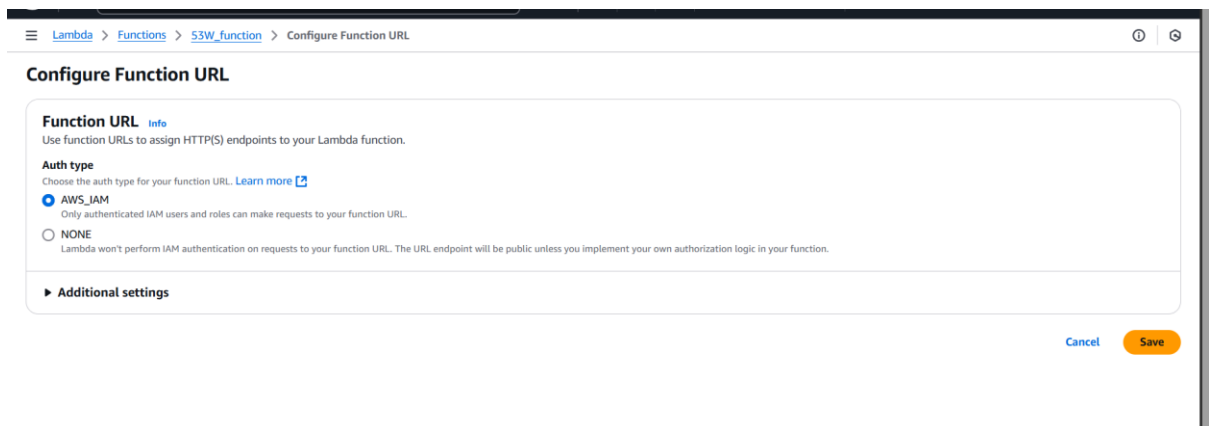 Lambda > Functions > S3W_function > Configure Function URL
Configure Function URL
Function URL Info
Use function URLs to assign HTTP(S) endpoints to your Lambda function.
Auth type
Choose the auth type for your function URL. Learn more
AWS_IAM
Only authenticated IAM users and roles can make requests to your function URL.
NONE
Lambda won't perform IAM authentication on requests to your function URL. The URL endpoint will be public unless you implement your own authorization logic in your function.
Additional settings
Cancel Save